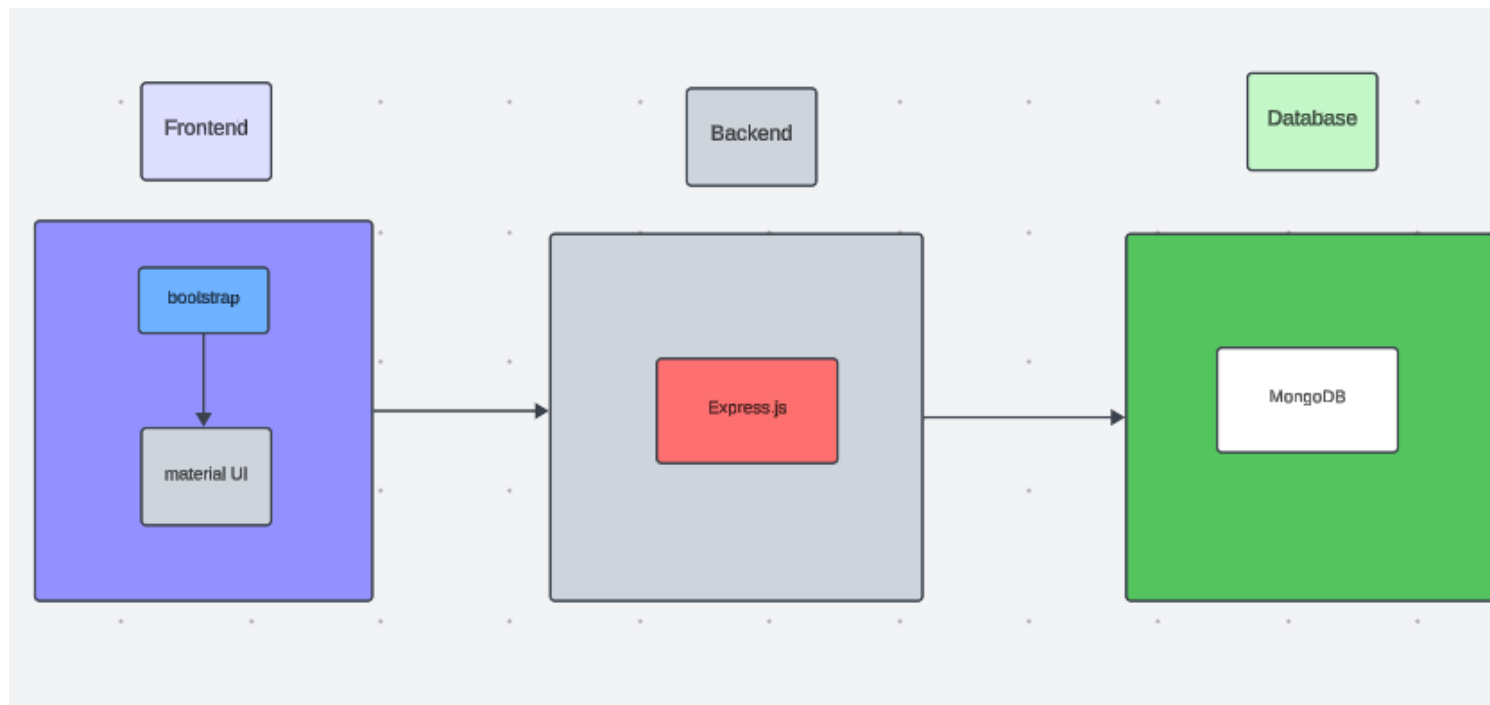 Frontend
Backend
Database
bootstrap
material UI
Express.js
MongoDB